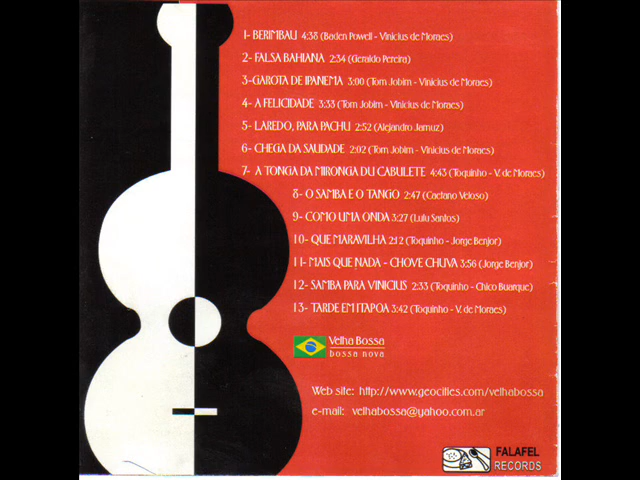 1- BERIMBAU 4:38 (Baden Powell - Vinicius de Moraes)
2- FALSA BAHIANA 2:34 (Geraldo Pereira)
3-GAROTA DE IPANEMA 3:00 (Tom Jobim - Vinicius de Moraes)
4- A FELICIDADE 3:33 (Tom Jobim - Vinicius de Moraes)
5- LAREDO, PARA PACHU 2:52 (Alejandro Jamuz)
6- CHEGA DA SAUDADE 2:02 (Tom Jobim - Vinicius de Moraes)
7- A TONGA DA MIRONGA DU CABULETE 4:43 (Toquinho - V. de Moraes)
8- O SAMBA E O TANGO 2:47 (Caetano Veloso)
9- COMO UMA ONDA 3:27 (Lulu Santos)
10- QUE MARAVILHA 2:12 (Toquinho - Jorge Benjor)
11- MAIS QUE NADA - CHOVE CHUVA 3:56 (Jorge Benjor)
12- SAMBA PARA VINICIUS 2:33 (Toquinho - Chico Buarque)
13- TARDE EM ITAPOA 3:42 (Toquinho - V. de Moraes)
Velha Bossa
bossa nova
Web site: http://www.geocities.com/velhabossa
e-mail: velhabossa@yahoo.com.ar
FALAFEL
RECORDS